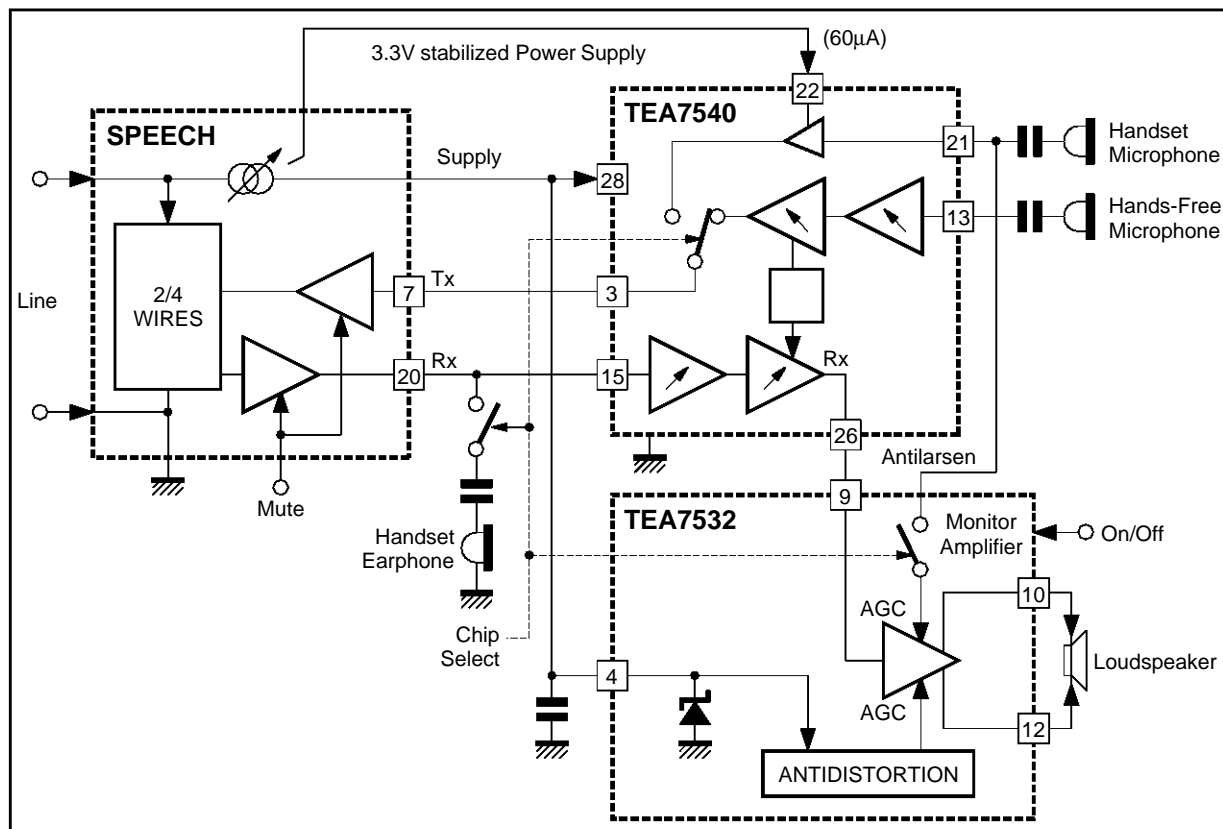 3.3V stabilized Power Supply
(60µA)
22
SPEECH
TEA7540
Supply
28
21
Handset
Microphone
13
Hands-Free
Microphone
Line
2/4
WIRES
7
Tx
3
20
Rx
15
Rx
26
Mute
Handset
Earphone
Antilarsen
9
TEA7532
Monitor
Amplifier
On/Off
Chip
Select
AGC
10
Loudspeaker
4
AGC
12
ANTIDISTORTION